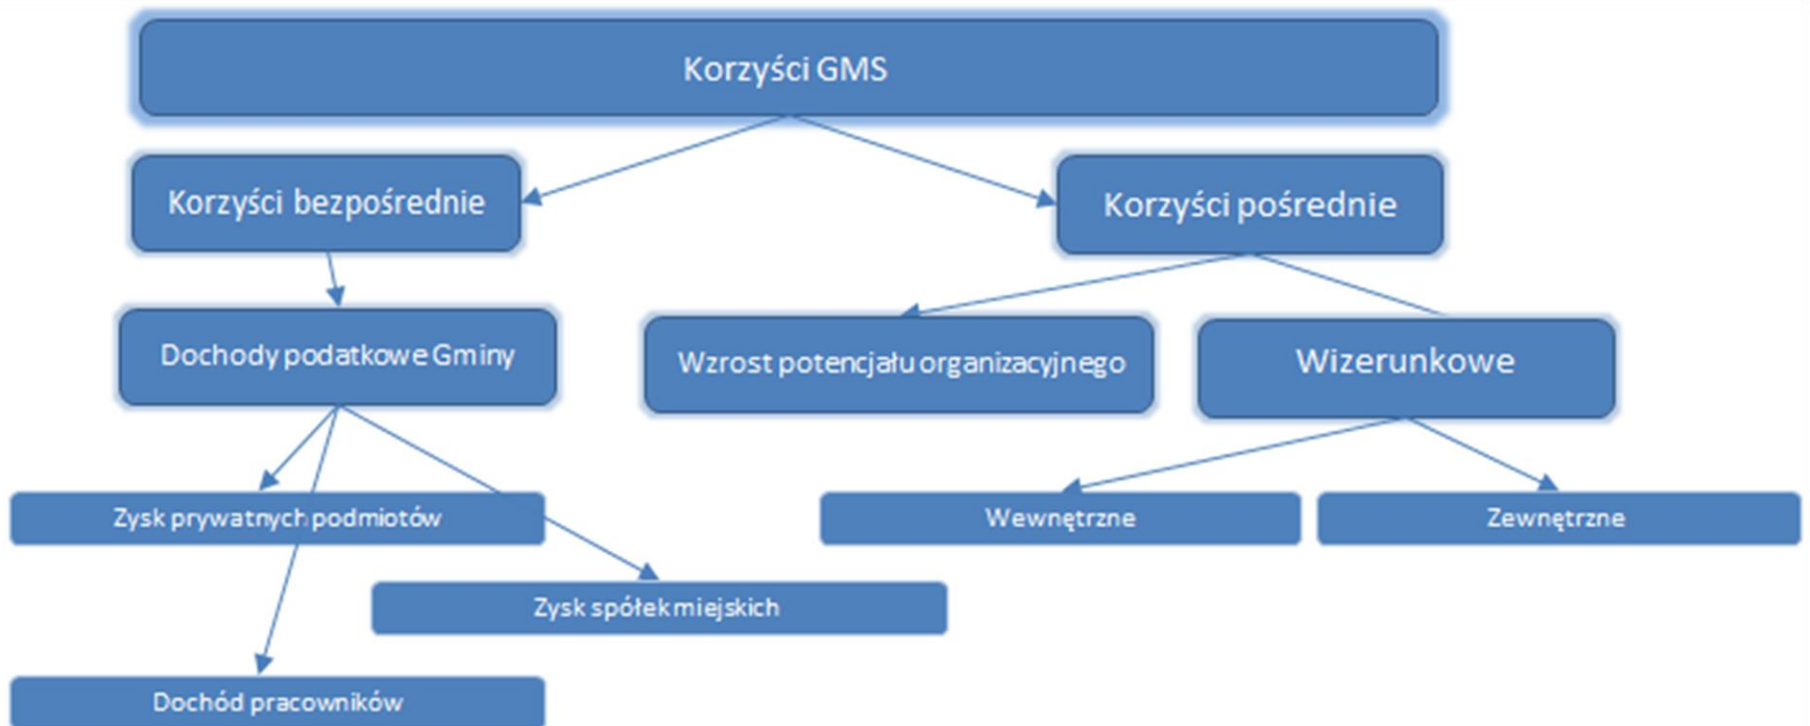 Korzyści GMS
Korzyści bezpośrednie
Korzyści pośrednie
Dochody podatkowe Gminy
Wzrost potencjału organizacyjnego
Wizerunkowe
Zysk prywatnych podmiotów
Wewnętrzne
Zewnętrzne
Zysk spółek miejskich
Dochód pracowników